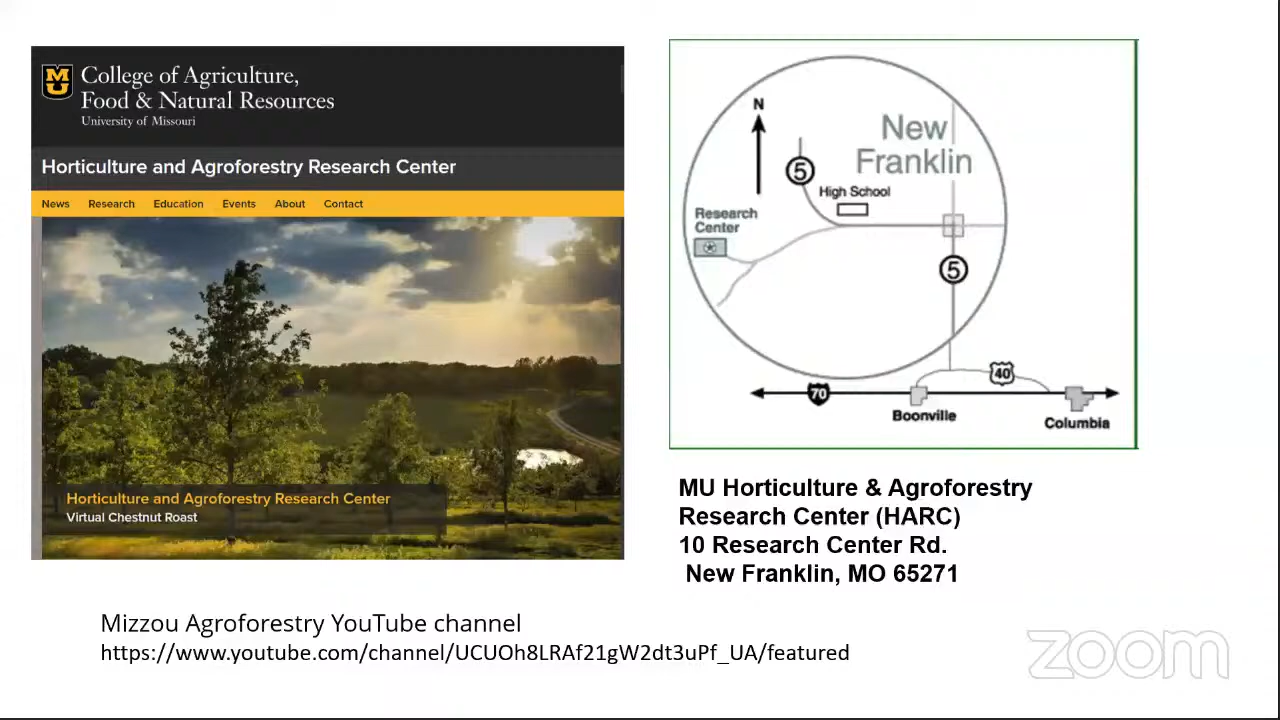 MU
College of Agriculture,
Food & Natural Resources
University of Missouri
Horticulture and Agroforestry Research Center
News Research Education Events About Contact
Horticulture and Agroforestry Research Center
Virtual Chestnut Roast
N
New
Franklin
5
High School
Research
Center
5
40
70
Boonville
Columbia
MU Horticulture & Agroforestry
Research Center (HARC)
10 Research Center Rd.
New Franklin, MO 65271
Mizzou Agroforestry YouTube channel
https://www.youtube.com/channel/UCUOh8LRAf21gW2dt3uPf_UA/featured
zoom